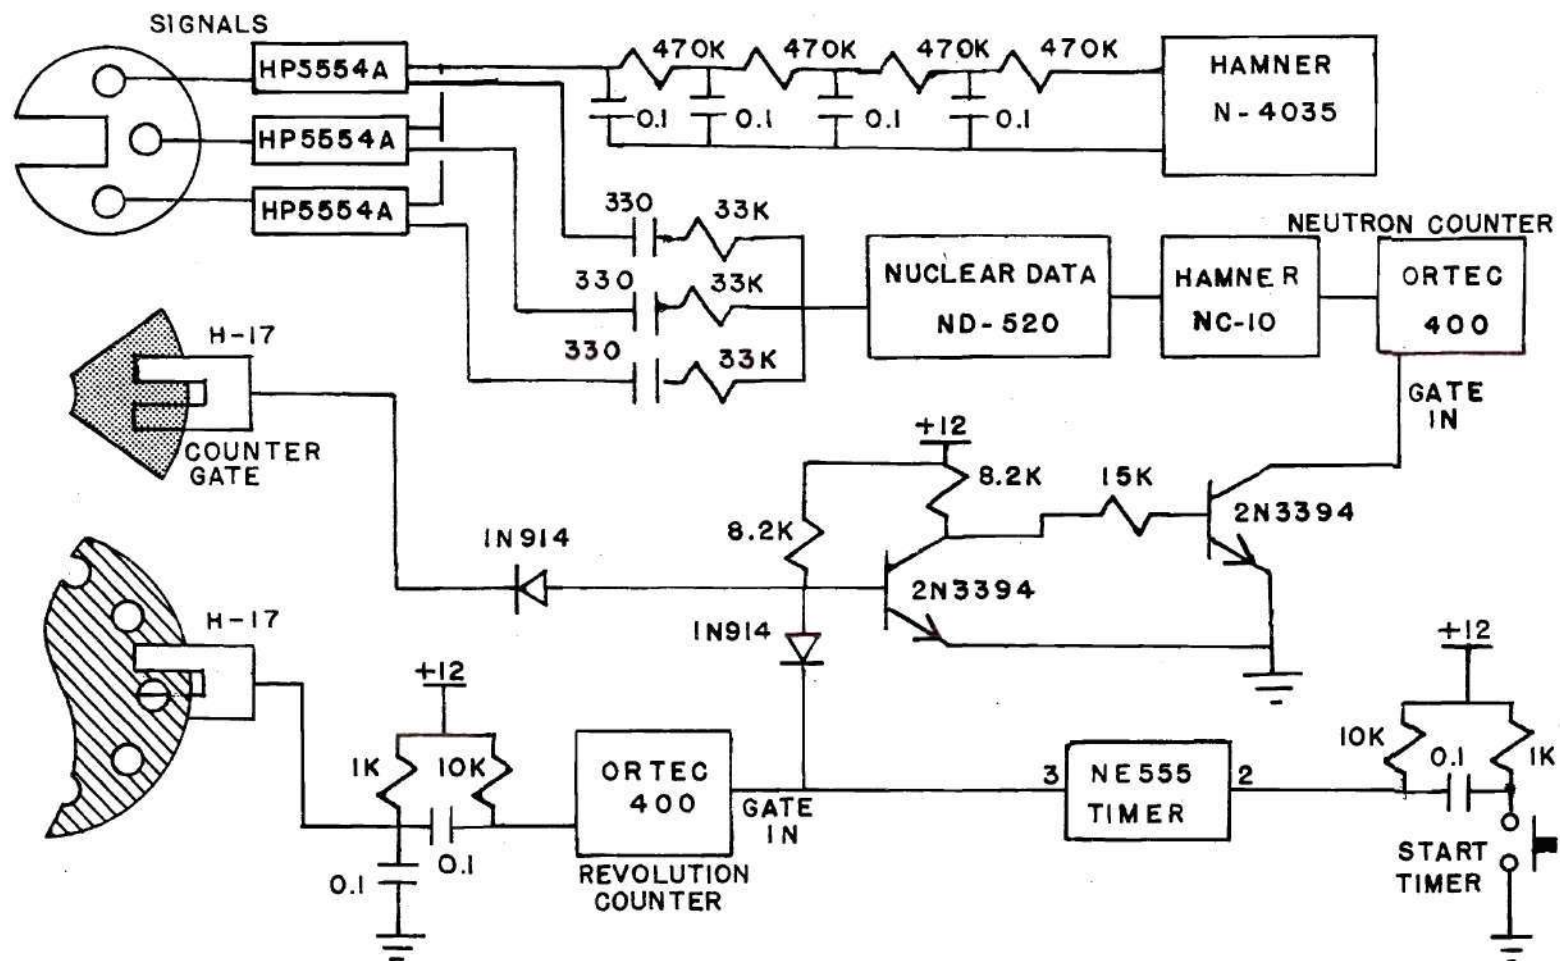 SIGNALS
HP5554A
HP5554A
HP5554A
470K
470K
470K
470K
0.1
0.1
0.1
0.1
HAMNER
N-4035
330
33K
330
33K
330
33K
NUCLEAR DATA
ND-520
HAMNER
NC-10
NEUTRON COUNTER
ORTEC
400
GATE
IN
H-17
COUNTER
GATE
+12
8.2K
8.2K
15K
2N3394
1N914
2N3394
1N914
H-17
+12
1K
10K
0.1
0.1
ORTEC
400
REVOLUTION
COUNTER
GATE
IN
3
NE555
TIMER
2
+12
10K
0.1
1K
START
TIMER